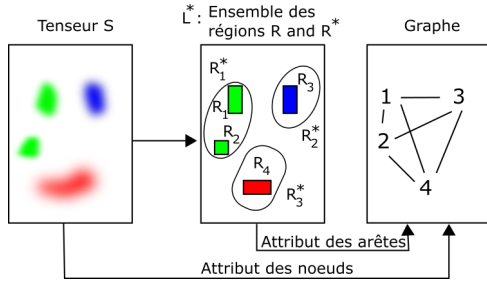 Tenseur S
L* : Ensemble des
régions R and R*
Graphe
R1*
R1
R2
R3
R2*
R4
R3*
1
3
2
4
Attribut des arêtes
Attribut des noeuds